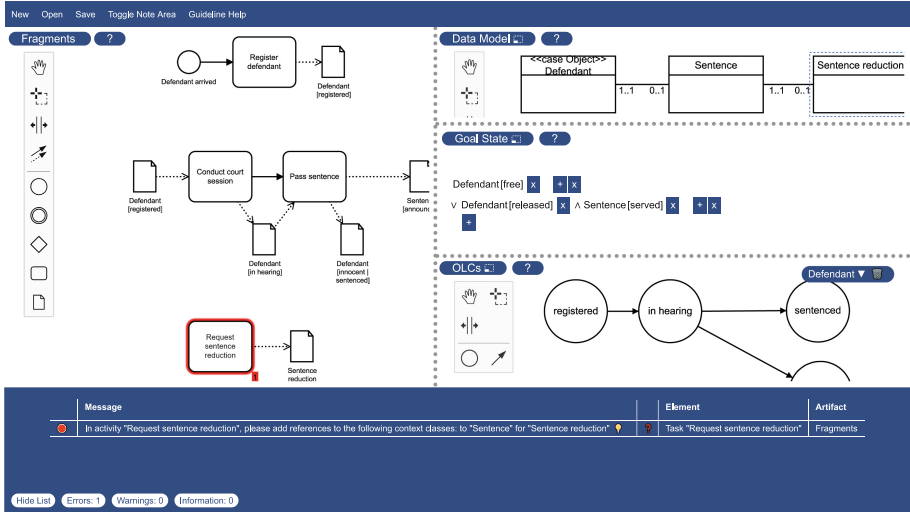 New Open Save Toggle Note Area Guideline Help
Fragments ?
Defendant arrived
Register
defendant
Defendant
[registered]
Defendant
[registered]
Conduct court
session
Pass sentence
Defendant
[in hearing]
Defendant
[innocent |
sentenced]
Senten
[announc
Request
sentence
reduction
1
Sentence
reduction
Data Model ?
<<case Object>>
Defendant
1..1 0..1
Sentence
1..1 0..1
Sentence reduction
Goal State ?
Defendant[free] x + x
∨ Defendant[released] x ∧ Sentence[served] x + x
+
OLCs ?
Defendant ▼
registered
in hearing
sentenced
Message Element Artifact
In activity "Request sentence reduction", please add references to the following context classes: to "Sentence" for "Sentence reduction" ? Task "Request sentence reduction" Fragments
Hide List Errors: 1 Warnings: 0 Information: 0